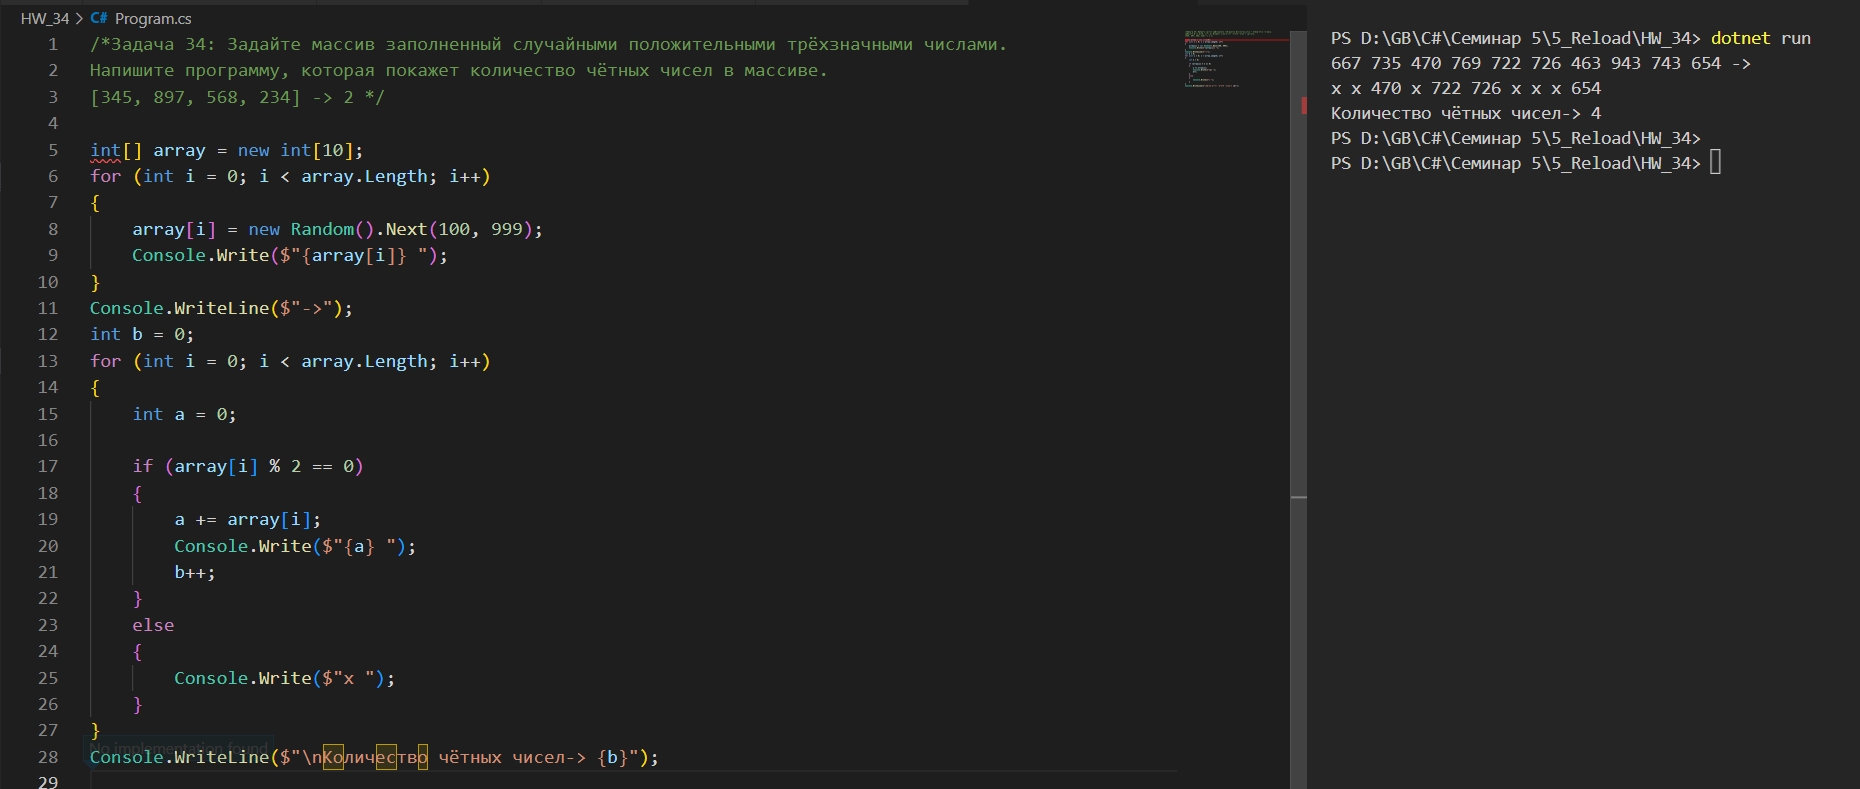 HW_34 > C# Program.cs
1 /*Задача 34: Задайте массив заполненный случайными положительными трёхзначными числами.
2 Напишите программу, которая покажет количество чётных чисел в массиве.
3 [345, 897, 568, 234] -> 2 */
4
5 int[] array = new int[10];
6 for (int i = 0; i < array.Length; i++)
7 {
8     array[i] = new Random().Next(100, 999);
9     Console.Write($"{array[i]} ");
10 }
11 Console.WriteLine($"->");
12 int b = 0;
13 for (int i = 0; i < array.Length; i++)
14 {
15     int a = 0;
16
17     if (array[i] % 2 == 0)
18     {
19         a += array[i];
20         Console.Write($"{a} ");
21         b++;
22     }
23     else
24     {
25         Console.Write($"x ");
26     }
27 }
No implementation found
28 Console.WriteLine($"\nКоличество чётных чисел-> {b}");
29
PS D:\GB\C#\Семинар 5\5_Reload\HW_34> dotnet run
667 735 470 769 722 726 463 943 743 654 ->
x x 470 x 722 726 x x x 654
Количество чётных чисел-> 4
PS D:\GB\C#\Семинар 5\5_Reload\HW_34>
PS D:\GB\C#\Семинар 5\5_Reload\HW_34>